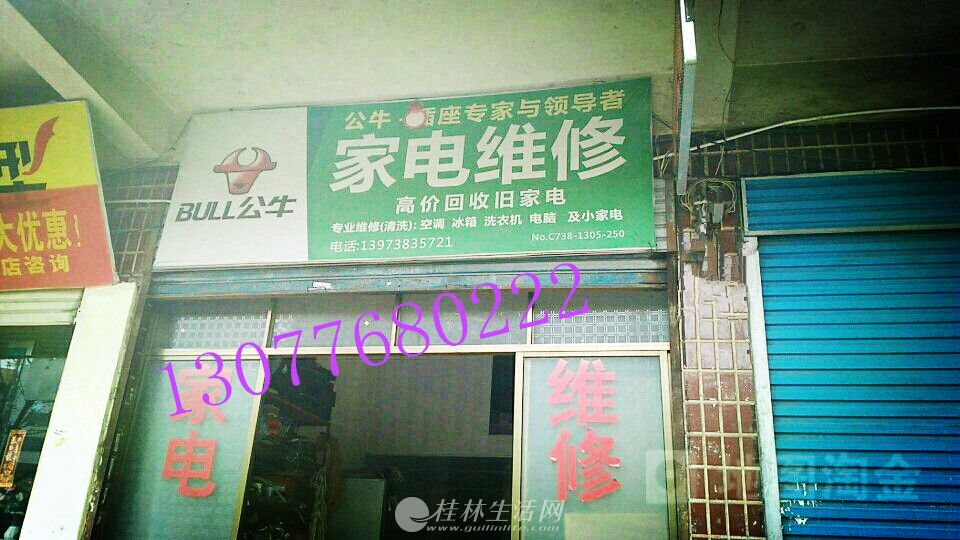 公牛 插座专家与领导者
家电维修
高价回收旧家电
专业维修(清洗): 空调 冰箱 洗衣机 电脑 及小家电
电话:13973835721
No.C738-1305-250
BULL公牛
型
大优惠!
店咨询
13077680222
家电
维修
淘金
桂林生活网
www.guilinlife.com